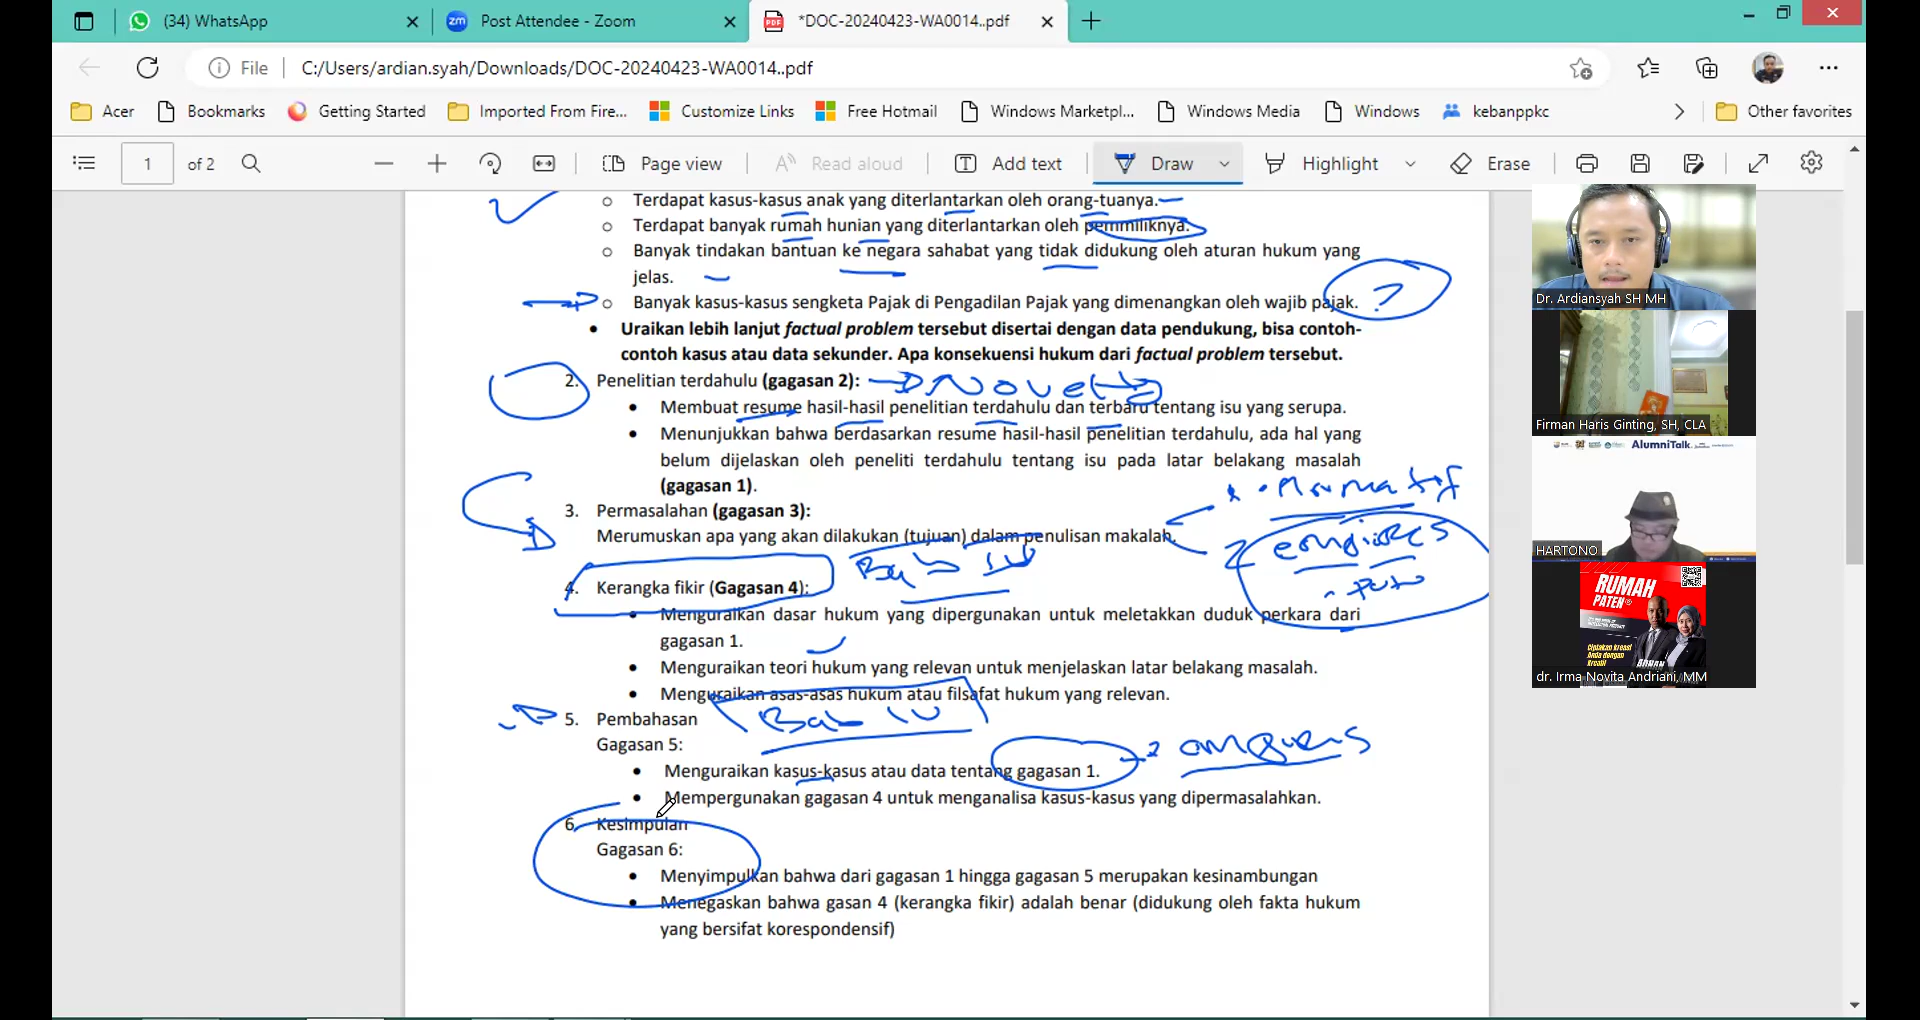 (34) WhatsApp
Post Attendee - Zoom
*DOC-20240423-WA0014..pdf
File
C:/Users/ardian.syah/Downloads/DOC-20240423-WA0014..pdf
Acer
Bookmarks
Getting Started
Imported From Fire...
Customize Links
Free Hotmail
Windows Marketpl...
Windows Media
Windows
kebanppkc
Other favorites
1 of 2
Page view
Read aloud
Add text
Draw
Highlight
Erase
o Terdapat kasus-kasus anak yang diterlantarkan oleh orang-tuanya.
o Terdapat banyak rumah hunian yang diterlantarkan oleh pemmiliknya.
o Banyak tindakan bantuan ke negara sahabat yang tidak didukung oleh aturan hukum yang
jelas.
o Banyak kasus-kasus sengketa Pajak di Pengadilan Pajak yang dimenangkan oleh wajib pajak.
?
• Uraikan lebih lanjut factual problem tersebut disertai dengan data pendukung, bisa contoh-
contoh kasus atau data sekunder. Apa konsekuensi hukum dari factual problem tersebut.
2. Penelitian terdahulu (gagasan 2):
• Membuat resume hasil-hasil penelitian terdahulu dan terbaru tentang isu yang serupa.
• Menunjukkan bahwa berdasarkan resume hasil-hasil penelitian terdahulu, ada hal yang
belum dijelaskan oleh peneliti terdahulu tentang isu pada latar belakang masalah
(gagasan 1).
3. Permasalahan (gagasan 3):
Merumuskan apa yang akan dilakukan (tujuan) dalam penulisan makalah.
Normatif
4. Kerangka fikir (Gagasan 4):
Bab
• Menguraikan dasar hukum yang dipergunakan untuk meletakkan duduk perkara dari
gagasan 1.
• Menguraikan teori hukum yang relevan untuk menjelaskan latar belakang masalah.
• Menguraikan asas-asas hukum atau filsafat hukum yang relevan.
5. Pembahasan
Bab IV
Gagasan 5:
• Menguraikan kasus-kasus atau data tentang gagasan 1.
• Mempergunakan gagasan 4 untuk menganalisa kasus-kasus yang dipermasalahkan.
6. Kesimpulan
Gagasan 6:
• Menyimpulkan bahwa dari gagasan 1 hingga gagasan 5 merupakan kesinambungan
• Menegaskan bahwa gasan 4 (kerangka fikir) adalah benar (didukung oleh fakta hukum
yang bersifat korespondensif)
Dr. Ardiansyah SH MH
Firman Haris Ginting, SH, CLA
AlumniTalk
HARTONO
RUMAH
PATEN®
Ciptakan Kreasi
Anda dengan
Kreatif
dr. Irma Novita Andriani, MM